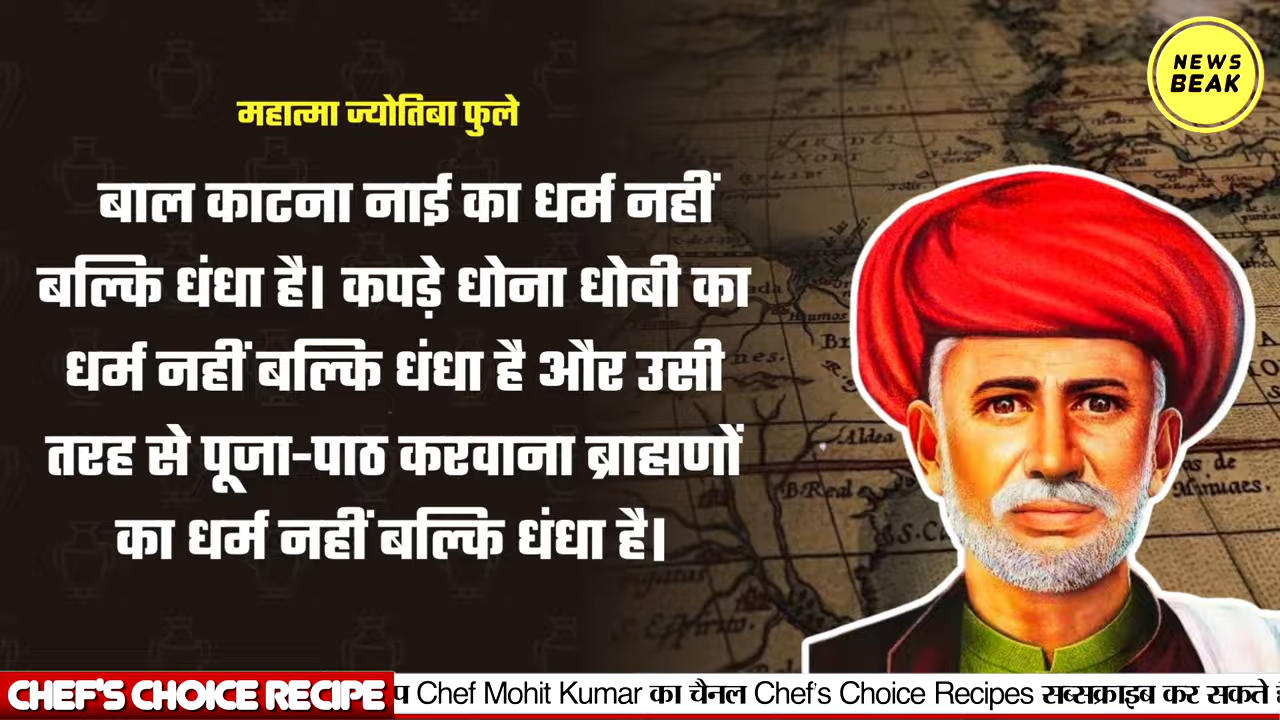 NEWS
BEAK
महात्मा ज्योतिबा फुले
बाल काटना नाई का धर्म नहीं
बल्कि धंधा है। कपड़े धोना धोबी का
धर्म नहीं बल्कि धंधा है और उसी
तरह से पूजा-पाठ करवाना ब्राह्मणों
का धर्म नहीं बल्कि धंधा है।
CHEF'S CHOICE RECIPE
Chef Mohit Kumar का चैनल Chef's Choice Recipes सब्सक्राइब कर सकते